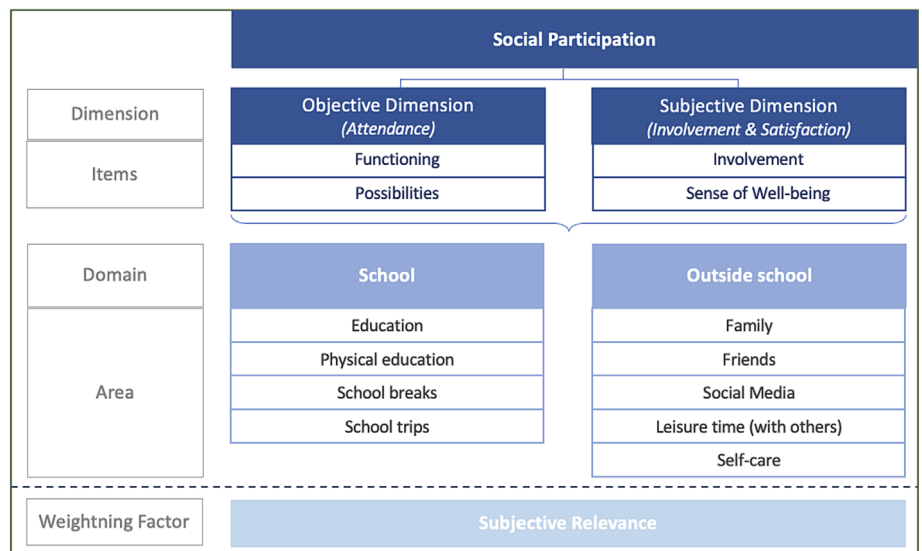 Social Participation
Dimension
Objective Dimension
(Attendance)
Subjective Dimension
(Involvement & Satisfaction)
Items
Functioning
Involvement
Possibilities
Sense of Well-being
Domain
School
Outside school
Area
Education
Family
Physical education
Friends
School breaks
Social Media
School trips
Leisure time (with others)
Self-care
Weightning Factor
Subjective Relevance